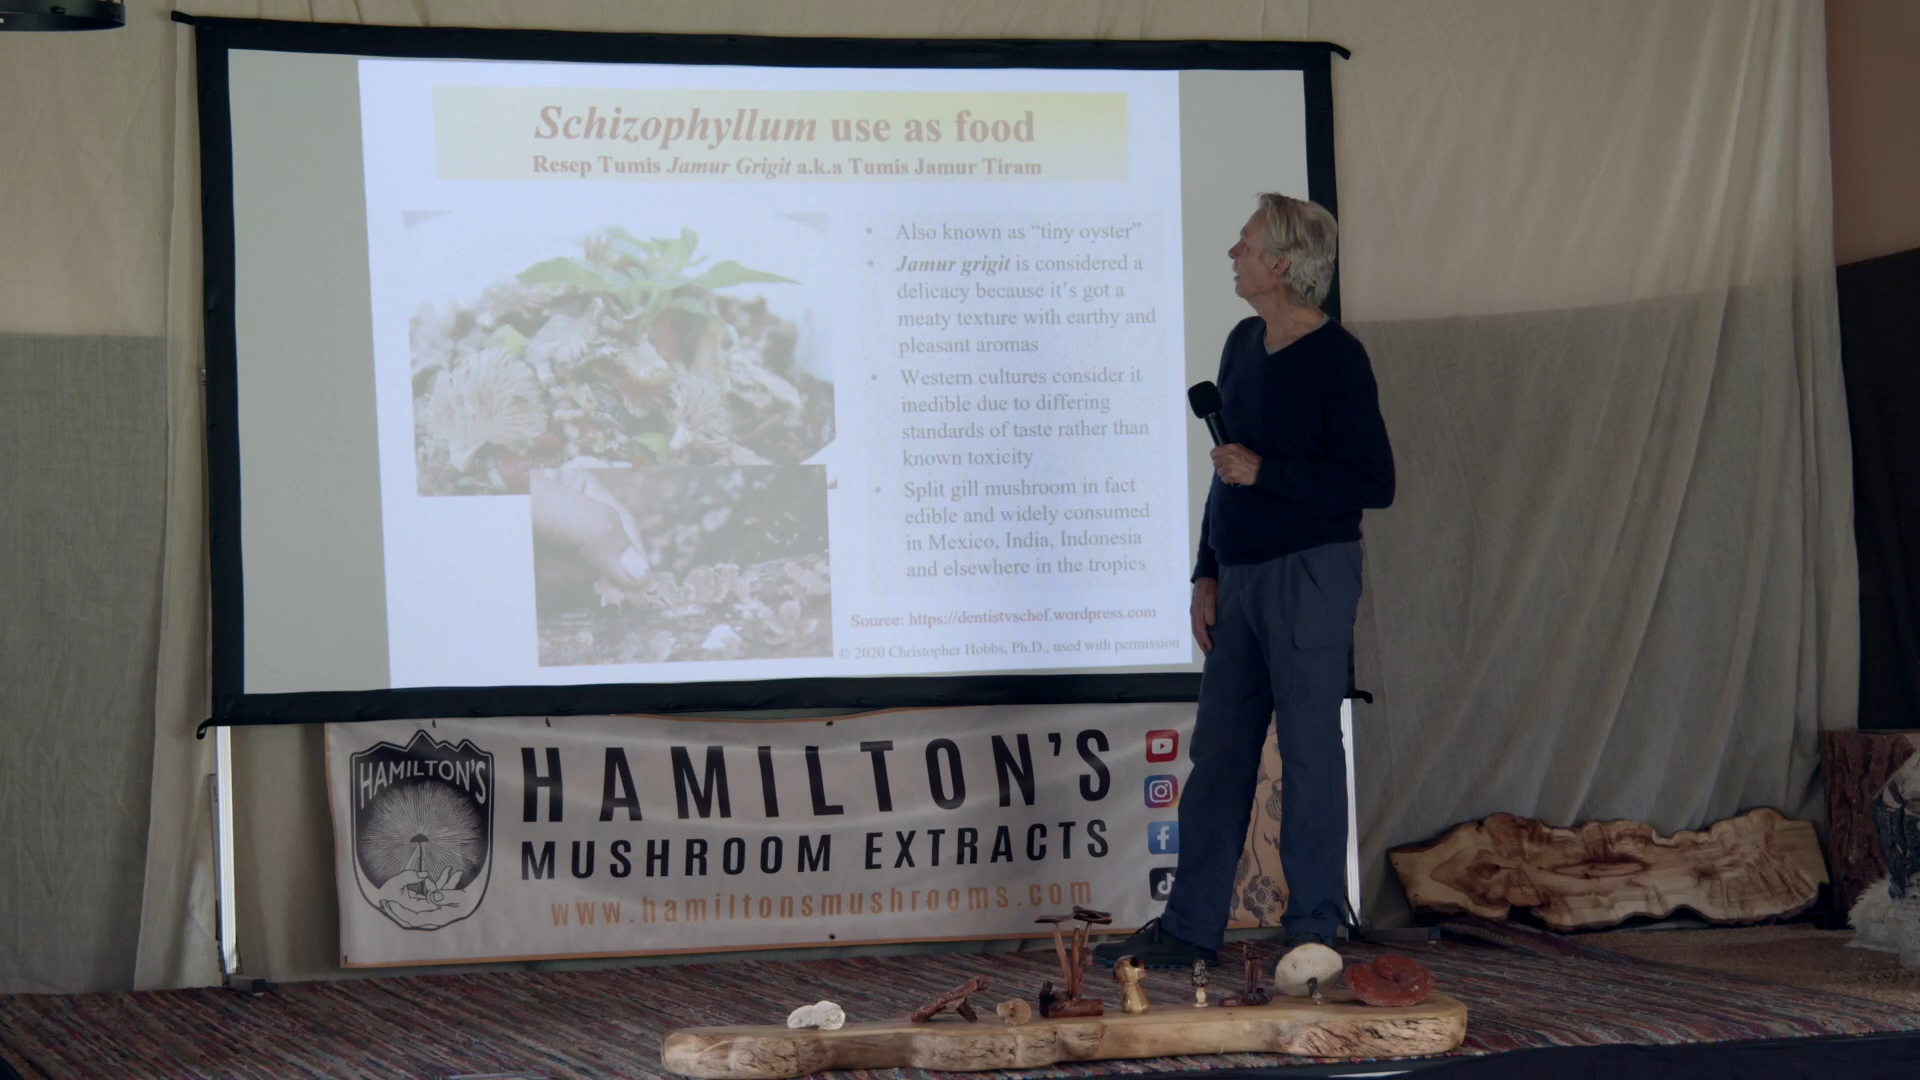 Schizophyllum use as food
Resep Tumis Jamur Grigit a.k.a Tumis Jamur Tiram
• Also known as “tiny oyster”
• Jamur grigit is considered a
delicacy because it’s got a
meaty texture with earthy and
pleasant aromas
• Western cultures consider it
inedible due to differing
standards of taste rather than
known toxicity
• Split gill mushroom in fact
edible and widely consumed
in Mexico, India, Indonesia
and elsewhere in the tropics
Source: https://dentistvschef.wordpress.com
© 2020 Christopher Hobbs, Ph.D., used with permission
HAMILTON'S
HAMILTON'S
MUSHROOM EXTRACTS
www.hamiltonsmushrooms.com